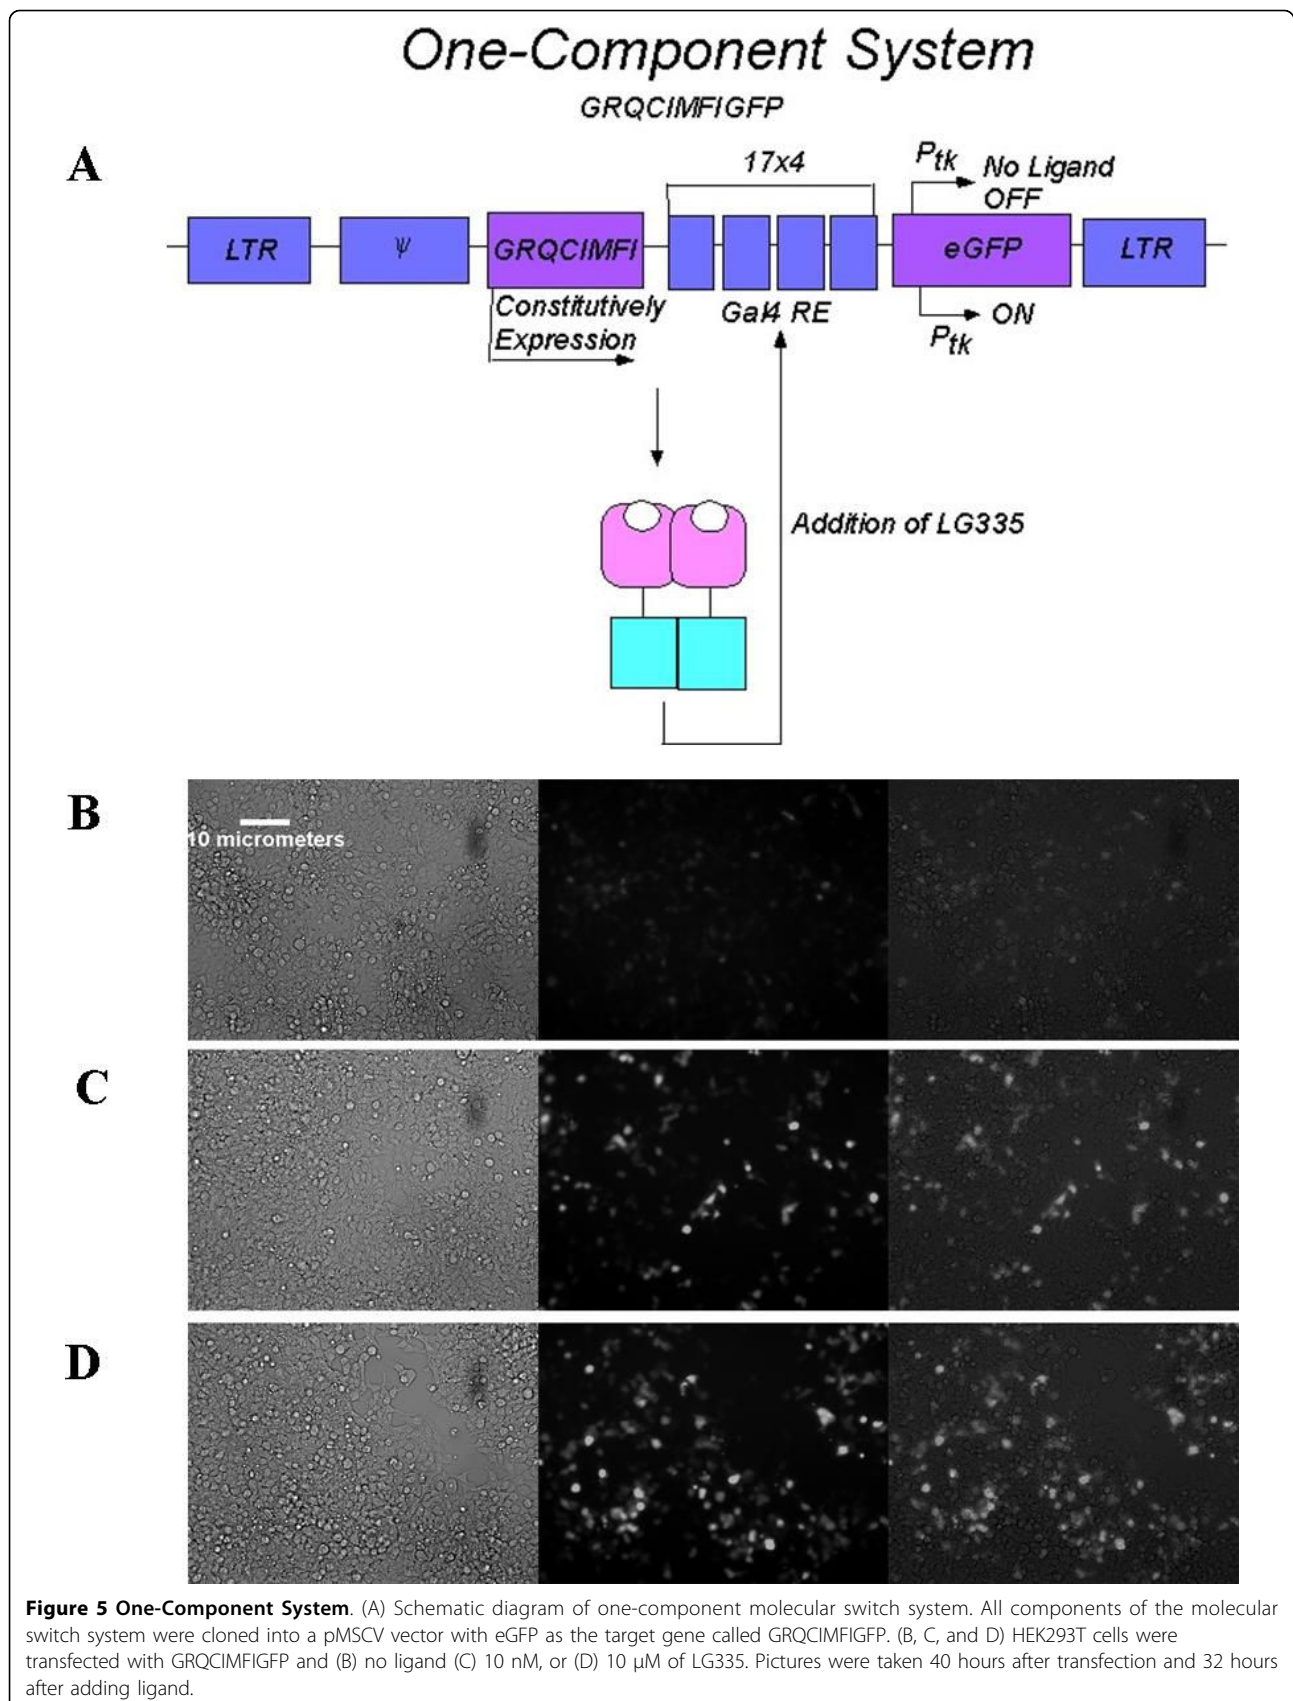 One-Component System
GRQCIMFIGFP
A
17x4
Ptk
No Ligand
OFF
LTR
Ψ
GRQCIMFI
eGFP
LTR
Constitutively
Expression
Gal4 RE
ON
Ptk
Addition of LG335
B
10 micrometers
C
D
Figure 5 One-Component System. (A) Schematic diagram of one-component molecular switch system. All components of the molecular
switch system were cloned into a pMSCV vector with eGFP as the target gene called GRQCIMFIGFP. (B, C, and D) HEK293T cells were
transfected with GRQCIMFIGFP and (B) no ligand (C) 10 nM, or (D) 10 μM of LG335. Pictures were taken 40 hours after transfection and 32 hours
after adding ligand.